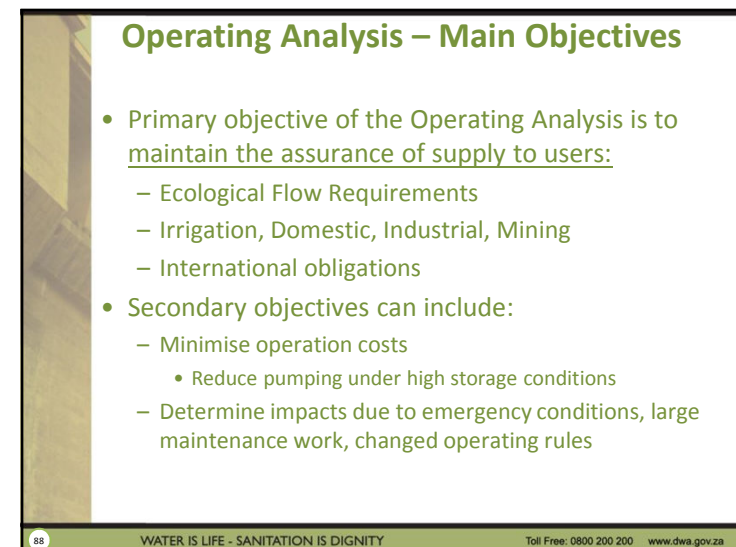 Operating Analysis – Main Objectives
• Primary objective of the Operating Analysis is to
maintain the assurance of supply to users:
– Ecological Flow Requirements
– Irrigation, Domestic, Industrial, Mining
– International obligations
• Secondary objectives can include:
– Minimise operation costs
• Reduce pumping under high storage conditions
– Determine impacts due to emergency conditions, large
maintenance work, changed operating rules
88 WATER IS LIFE - SANITATION IS DIGNITY Toll Free: 0800 200 200 www.dwa.gov.za